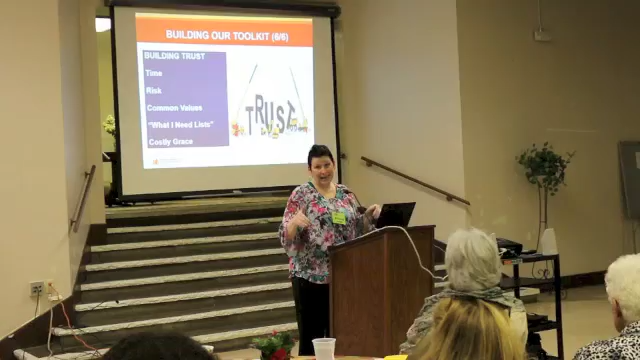 BUILDING OUR TOOLKIT (6/6)
BUILDING TRUST
Time
Risk
Common Values
"What I Need Lists"
Costly Grace
TRUST